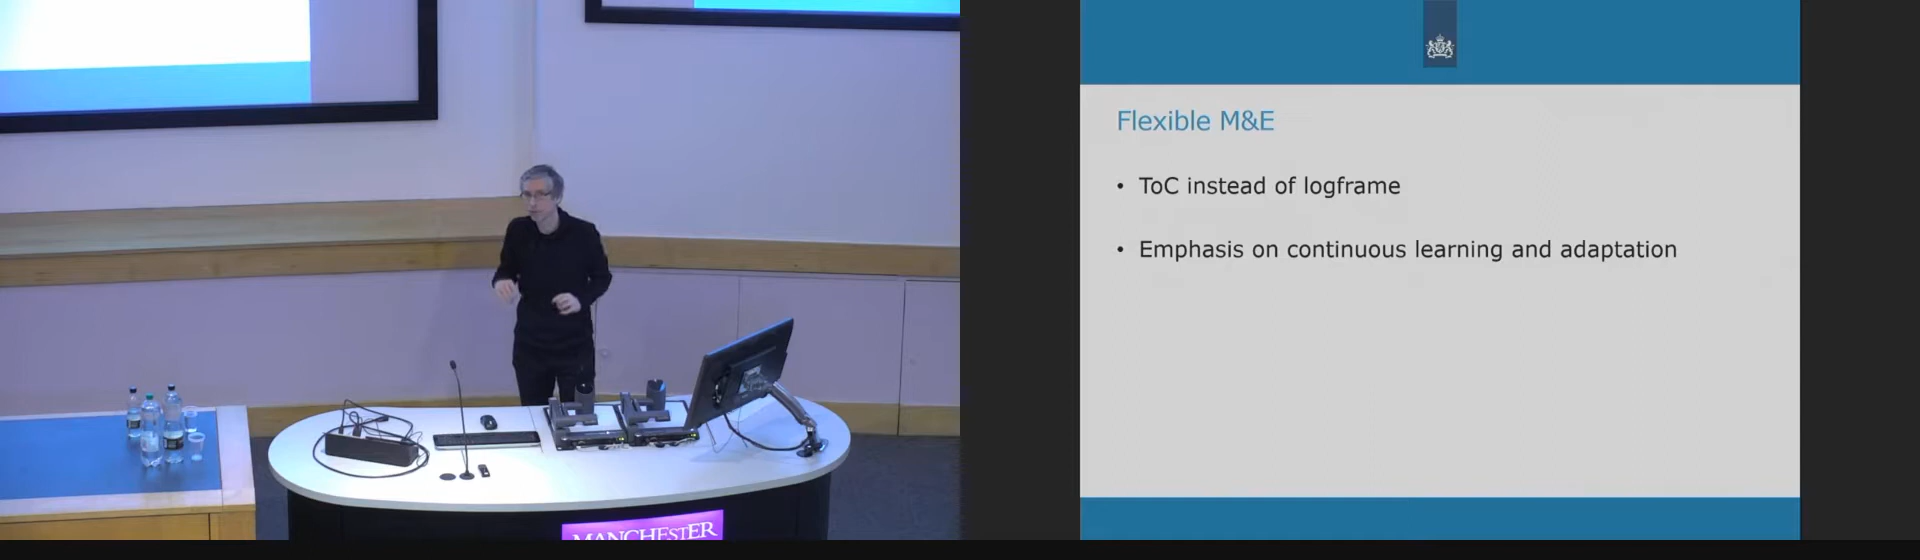 MANCHESTER
Flexible M&E
• ToC instead of logframe
• Emphasis on continuous learning and adaptation